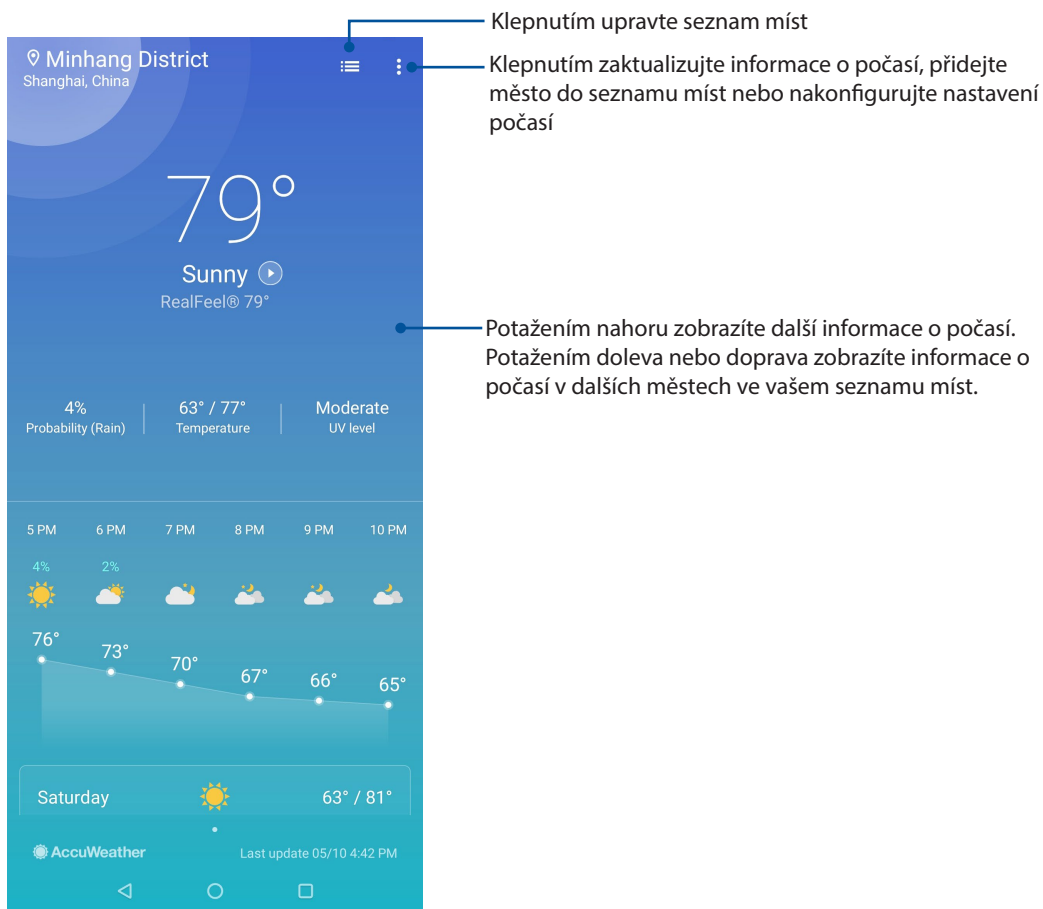 Klepnutím upravte seznam míst
Minhang District
Shanghai, China
Klepnutím zaktualizujte informace o počasí, přidejte
město do seznamu míst nebo nakonfigurujte nastavení
počasí
79°
Sunny
RealFeel® 79°
Potažením nahoru zobrazíte další informace o počasí.
Potažením doleva nebo doprava zobrazíte informace o
počasí v dalších městech ve vašem seznamu míst.
4% 63° / 77° Moderate
Probability (Rain) Temperature UV level
5 PM 6 PM 7 PM 8 PM 9 PM 10 PM
4% 2%
76° 73° 70° 67° 66° 65°
Saturday 63° / 81°
AccuWeather Last update 05/10 4:42 PM